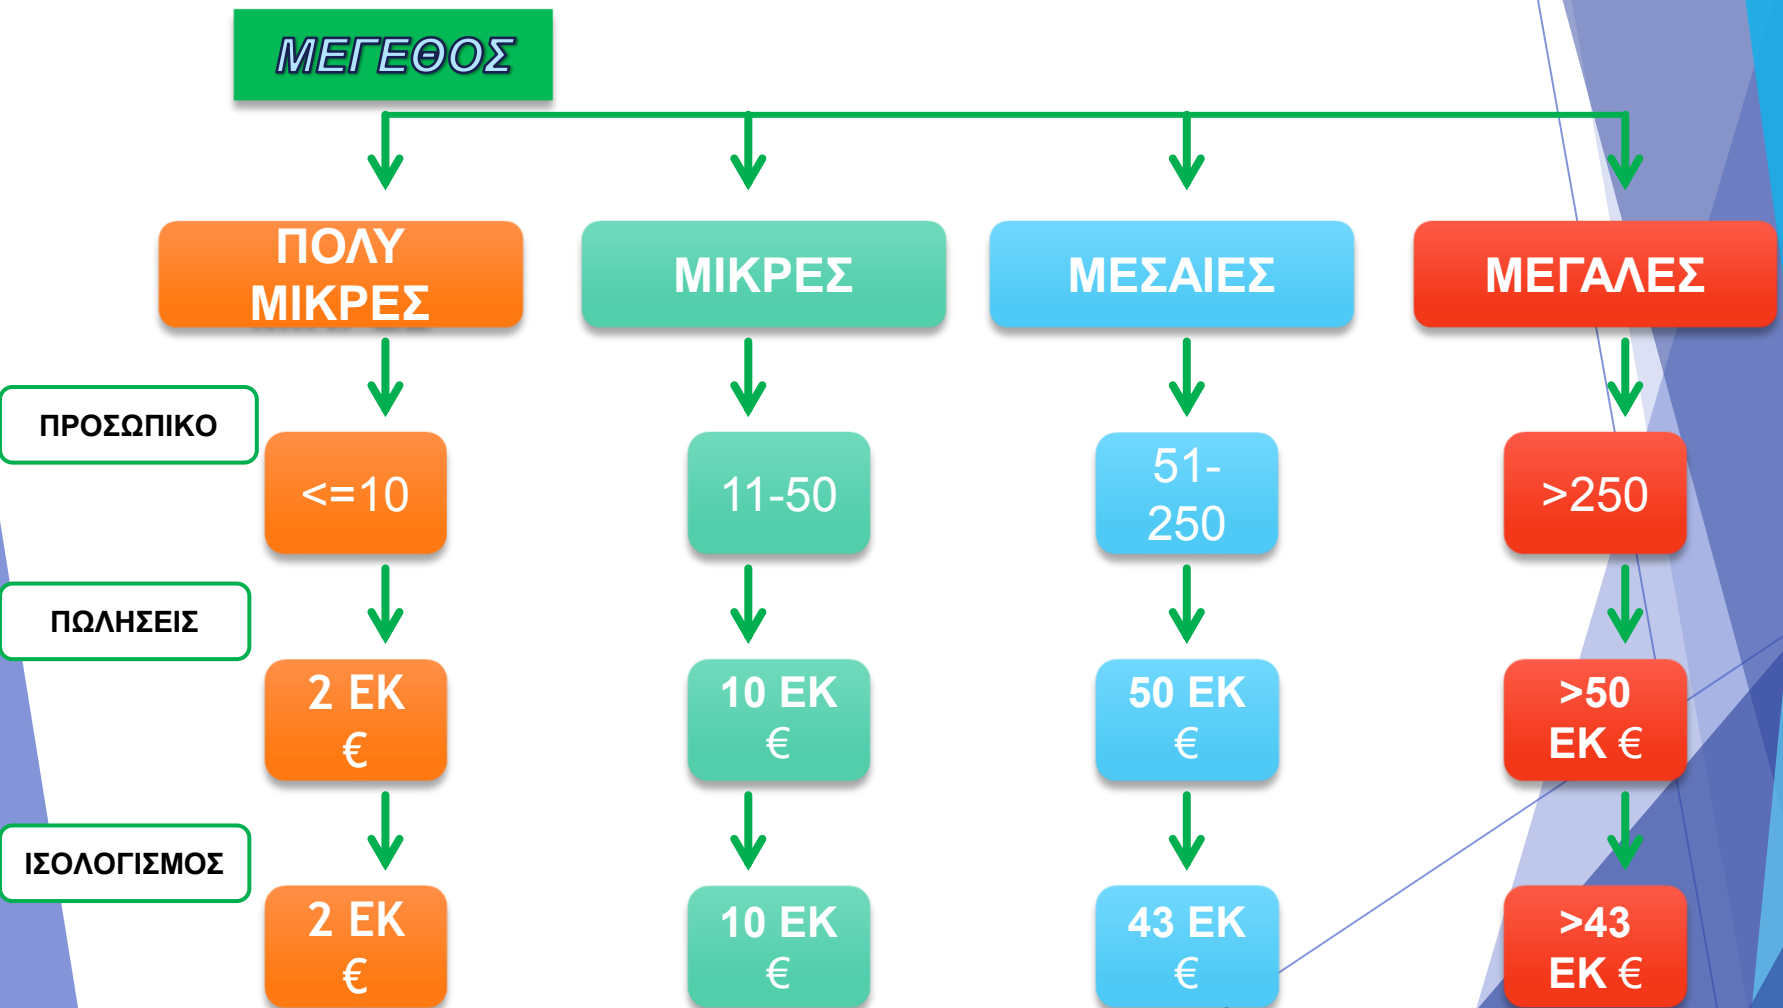 ΜΕΓΕΘΟΣ
ΠΟΛΥ
ΜΙΚΡΕΣ
ΜΙΚΡΕΣ
ΜΕΣΑΙΕΣ
ΜΕΓΑΛΕΣ
ΠΡΟΣΩΠΙΚΟ
<=10
11-50
51-
250
>250
ΠΩΛΗΣΕΙΣ
2 ΕΚ
€
10 ΕΚ
€
50 ΕΚ
€
>50
ΕΚ €
ΙΣΟΛΟΓΙΣΜΟΣ
2 ΕΚ
€
10 ΕΚ
€
43 ΕΚ
€
>43
ΕΚ €